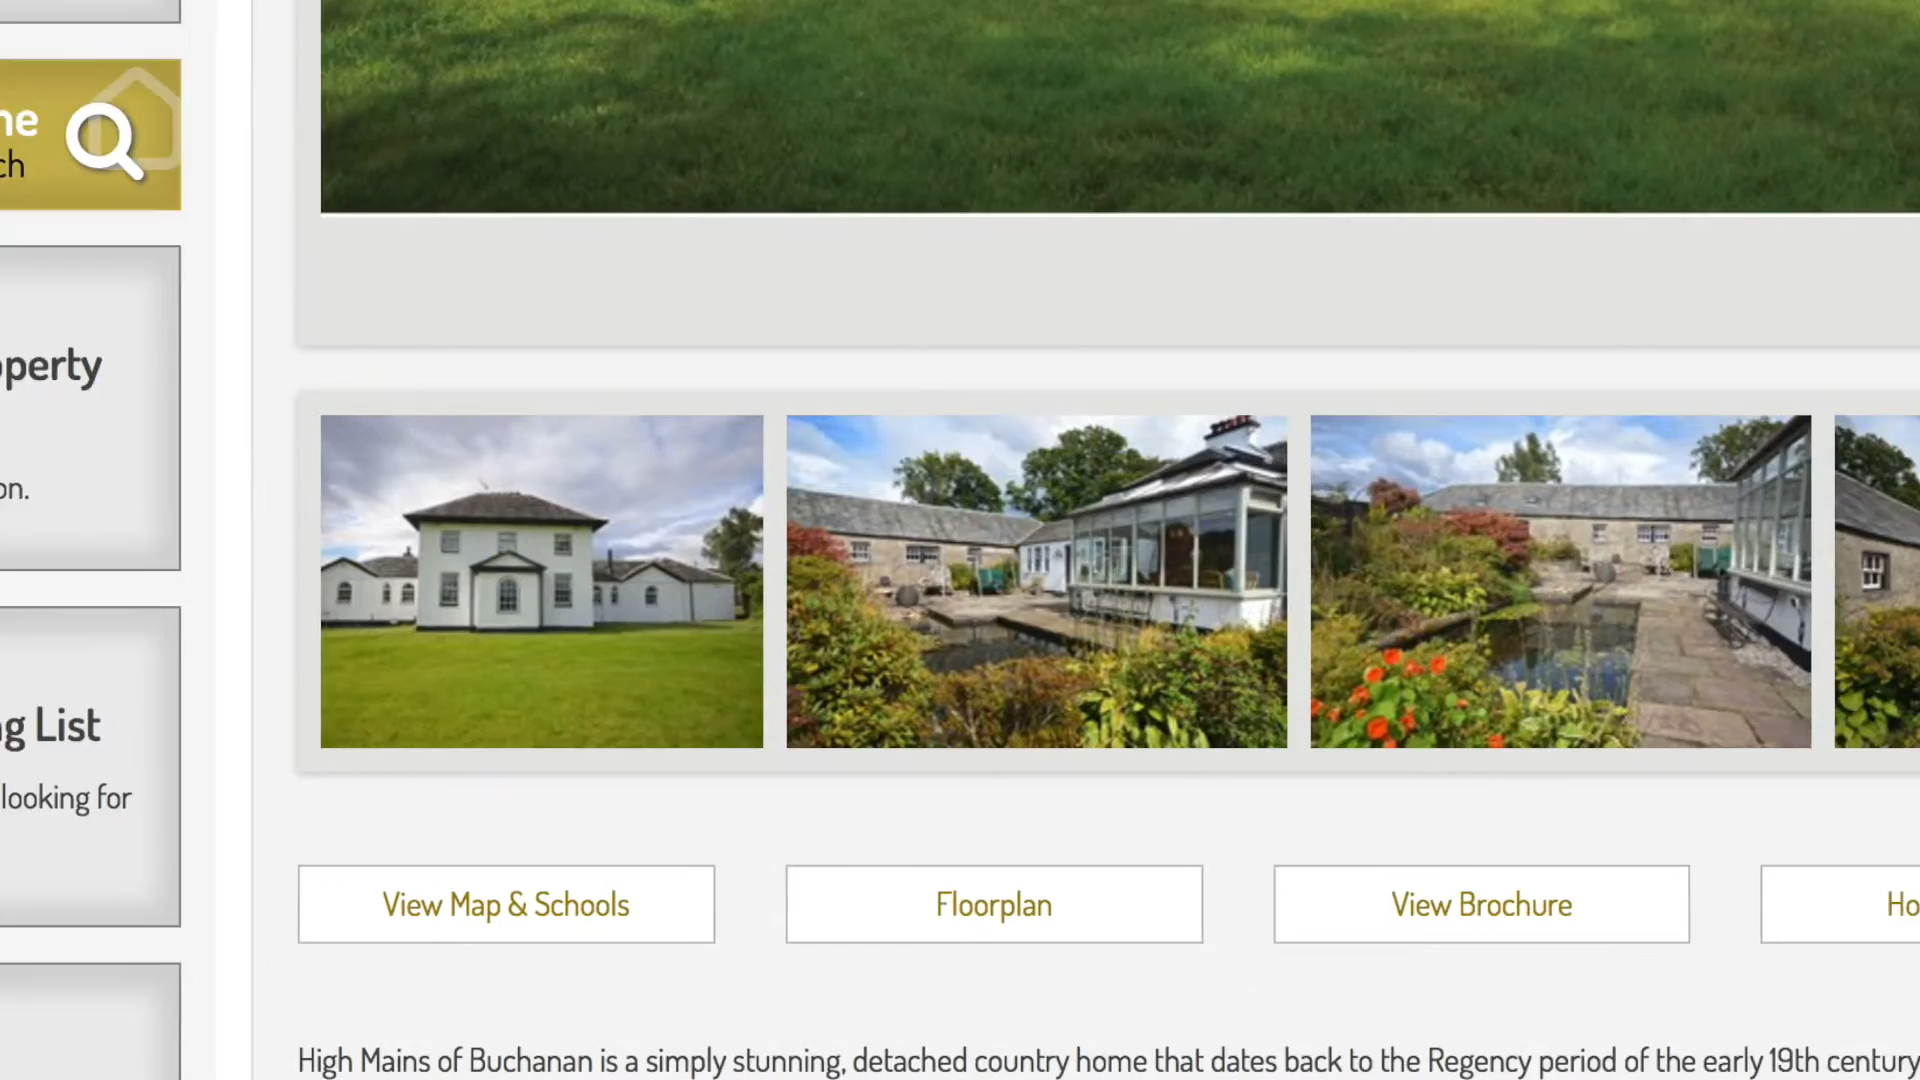 ne
ch
perty
on.
g List
looking for
View Map & Schools
Floorplan
View Brochure
Ho
High Mains of Buchanan is a simply stunning, detached country home that dates back to the Regency period of the early 19th century